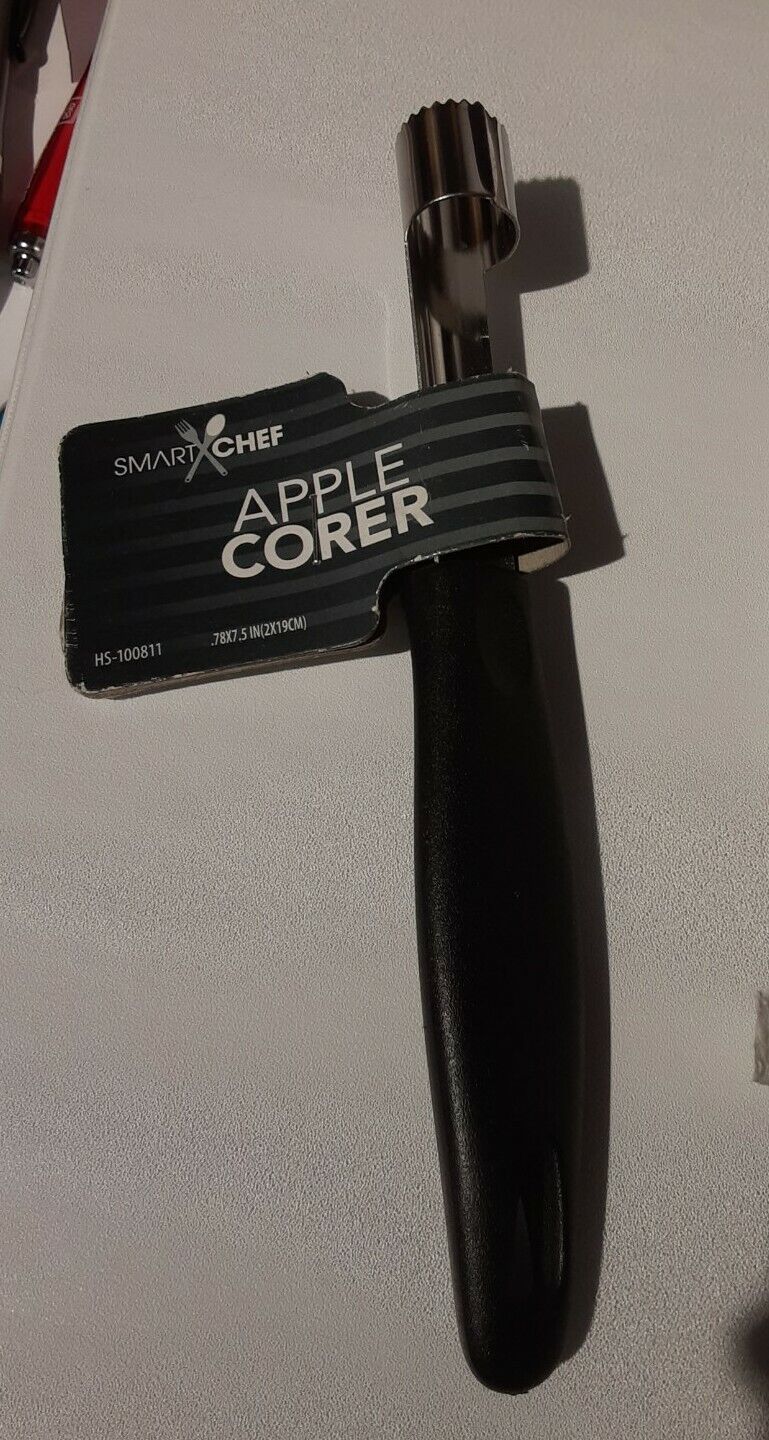 SMART CHEF
APPLE
CORER
HS-100811 .78X7.5 IN(2X19CM)